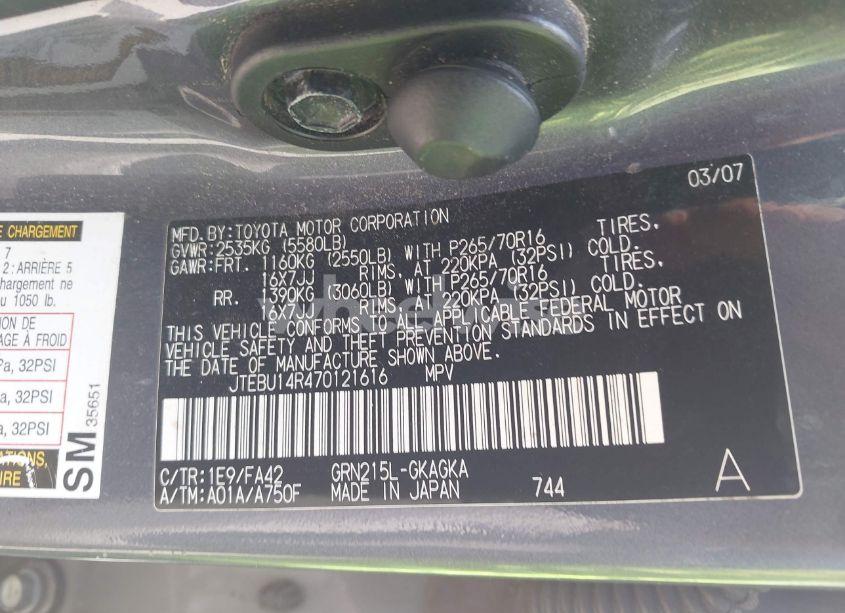 03/07
MFD. BY: TOYOTA MOTOR CORPORATION
GVWR: 2535KG (5580LB)
GAWR: FRT. 1160KG (2550LB) WITH P265/70R16 TIRES,
16X7JJ RIMS, AT 220KPA (32PSI) COLD.
RR. 1390KG (3060LB) WITH P265/70R16 TIRES,
16X7JJ RIMS, AT 220KPA (32PSI) COLD.
THIS VEHICLE CONFORMS TO ALL APPLICABLE FEDERAL MOTOR
VEHICLE SAFETY AND THEFT PREVENTION STANDARDS IN EFFECT ON
THE DATE OF MANUFACTURE SHOWN ABOVE.
JTEBU14R470121616 MPV
C/TR: 1E9/FA42 GRN215L-GKAGKA
A/TM: A01A/A750F MADE IN JAPAN 744 A
CHARGEMENT
7
2 : ARRIÈRE 5
chargement ne
1050 lb.
ION DE
AGE À FROID
Pa, 32PSI
a, 32PSI
a, 32PSI
SM 35651